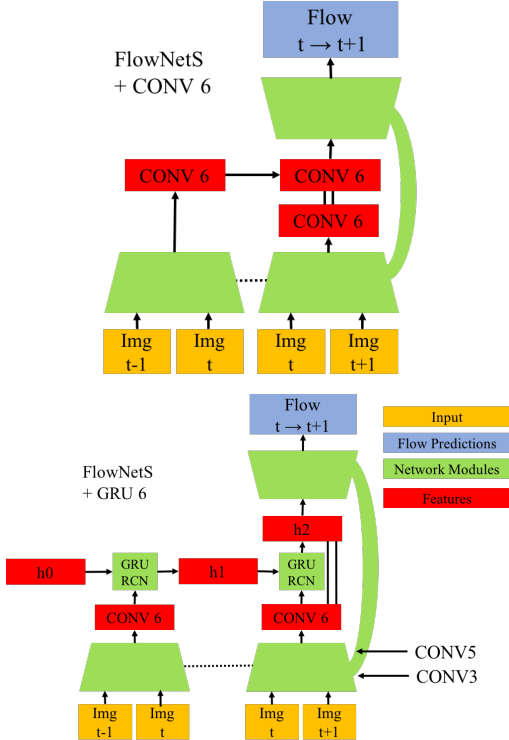 Flow
t → t+1
FlowNetS
+ CONV 6
CONV 6
CONV 6
CONV 6
Img
t-1
Img
t
Img
t
Img
t+1
Flow
t → t+1
Input
Flow Predictions
Network Modules
Features
FlowNetS
+ GRU 6
h2
h0
GRU
RCN
h1
GRU
RCN
CONV 6
CONV 6
CONV5
CONV3
Img
t-1
Img
t
Img
t
Img
t+1